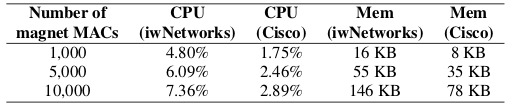 Number of magnet MACs CPU (iwNetworks) CPU (Cisco) Mem (iwNetworks) Mem (Cisco)
1,000 4.80% 1.75% 16 KB 8 KB
5,000 6.09% 2.46% 55 KB 35 KB
10,000 7.36% 2.89% 146 KB 78 KB